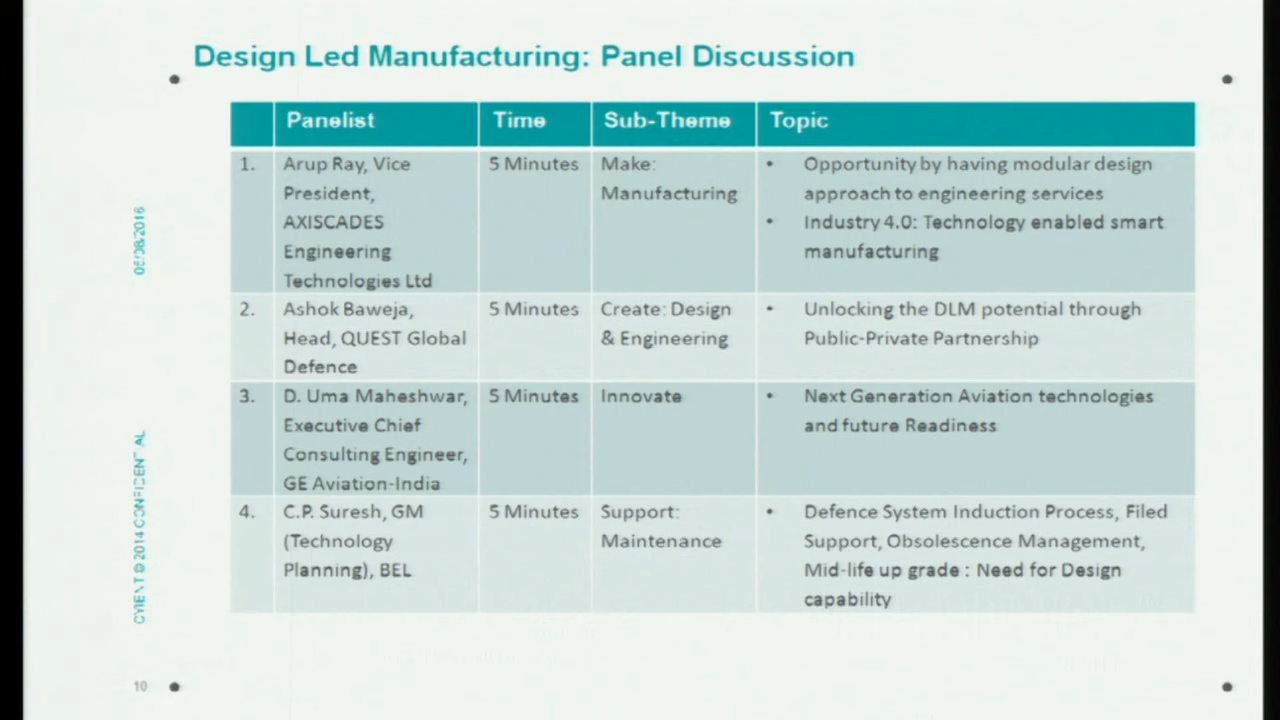 Design Led Manufacturing: Panel Discussion
Panelist Time Sub-Theme Topic
1. Arup Ray, Vice 5 Minutes Make: • Opportunity by having modular design
President, Manufacturing approach to engineering services
AXISCADES • Industry 4.0: Technology enabled smart
Engineering manufacturing
Technologies Ltd
2. Ashok Baweja, 5 Minutes Create: Design • Unlocking the DLM potential through
Head, QUEST Global & Engineering Public-Private Partnership
Defence
3. D. Uma Maheshwar, 5 Minutes Innovate • Next Generation Aviation technologies
Executive Chief and future Readiness
Consulting Engineer,
GE Aviation-India
4. C.P. Suresh, GM 5 Minutes Support: • Defence System Induction Process, Filed
(Technology Maintenance Support, Obsolescence Management,
Planning), BEL Mid-life up grade : Need for Design
capability
CYIENT © 2014 CONFIDENTIAL
10